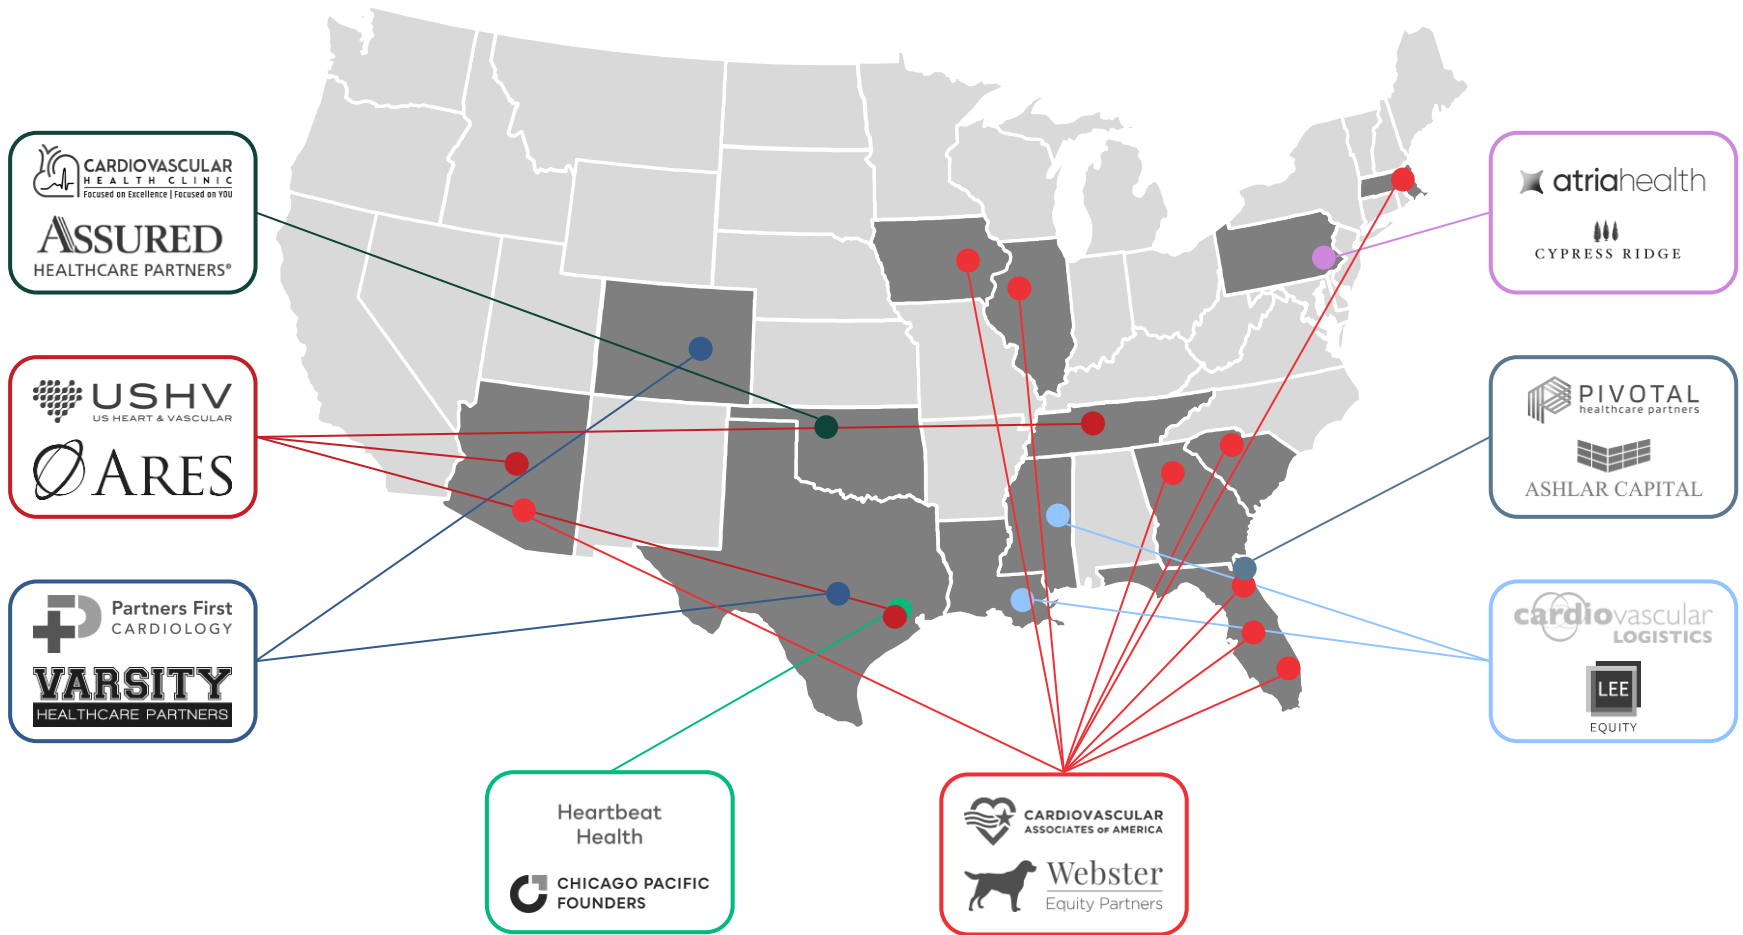 CARDIOVASCULAR
HEALTH CLINIC
Focused on Excellence | Focused on YOU
ASSURED
HEALTHCARE PARTNERS®
USHV
US HEART & VASCULAR
ARES
Partners First
CARDIOLOGY
VARSITY
HEALTHCARE PARTNERS
Heartbeat
Health
CHICAGO PACIFIC
FOUNDERS
CARDIOVASCULAR
ASSOCIATES OF AMERICA
Webster
Equity Partners
atriahealth
CYPRESS RIDGE
PIVOTAL
healthcare partners
ASHLAR CAPITAL
cardiovascular
LOGISTICS
LEE
EQUITY